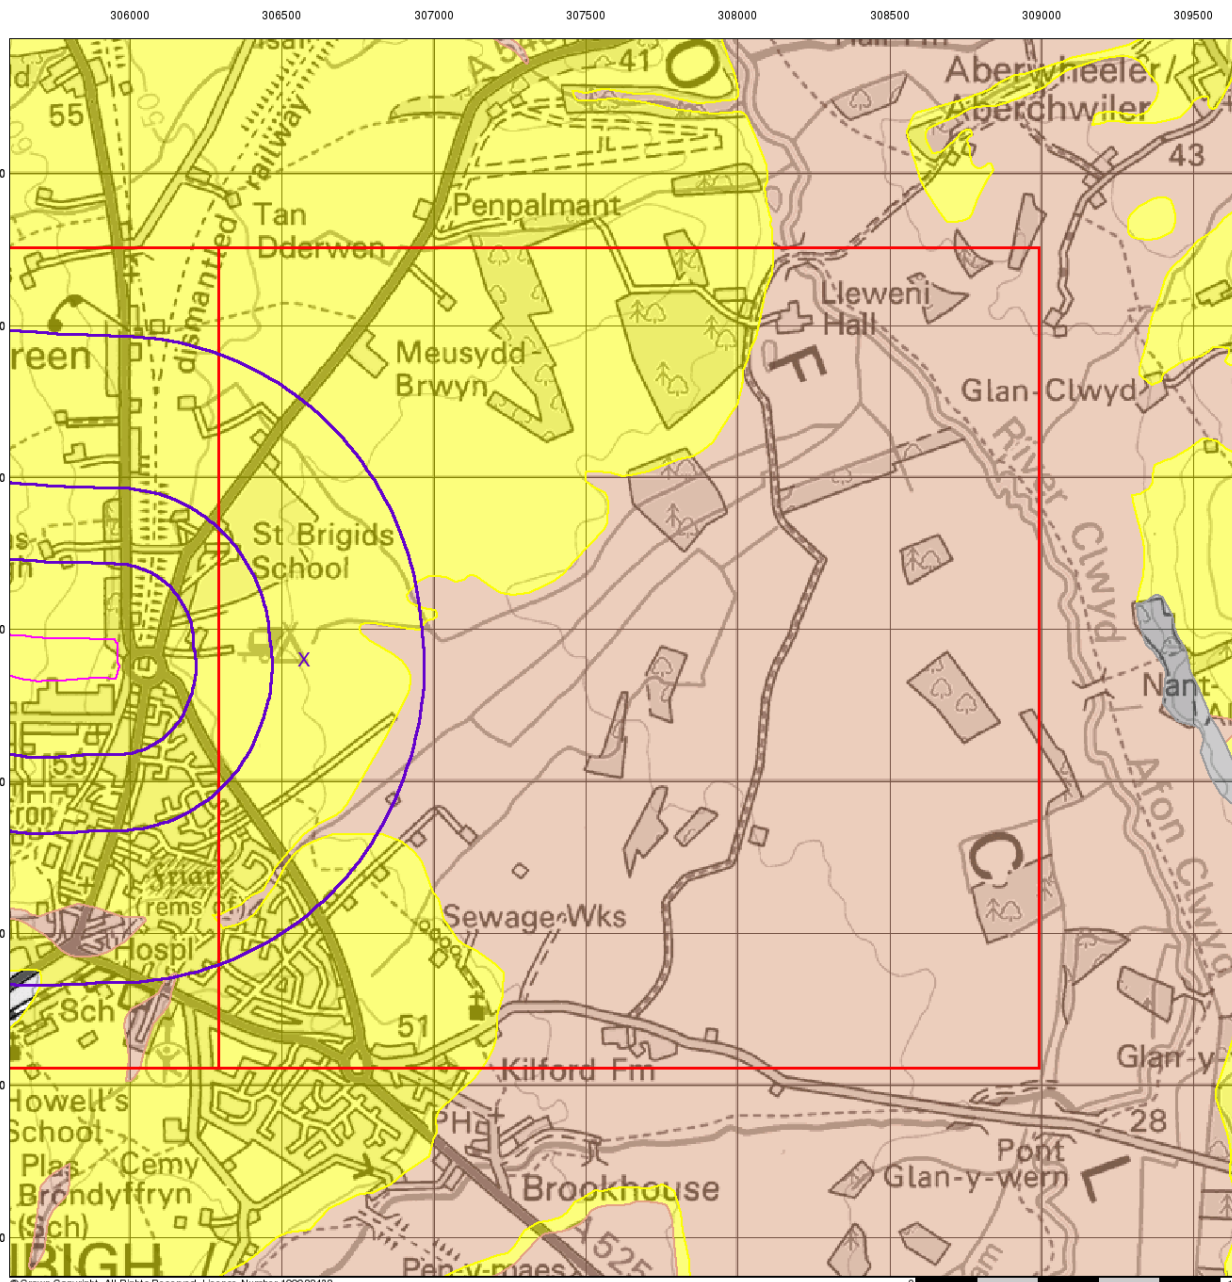 306000 306500 307000 307500 308000 308500 309000 309500
41
55
Aberwheeler/
Aberchwiler
43
railway
Penpalmant
Tan
Dderwen
dismantled
Lleweni
Hall
reen
Meusydd
Brwyn
F
Glan-Clwyd
River Clwyd
St Brigids
School
X
Nant-
59
ron
Afon Clwyd
C
Friary
(rems of)
Sewage Wks
Hospl
Sch
51
Kilford Fm
Glan-y-
Howell's
School
PH
28
Pont
Glan-y-wern
L
Plas
Brondyffryn
(Sch)
Cemy
Brookhouse
A 525
IBIGH /
Pen-y-maes